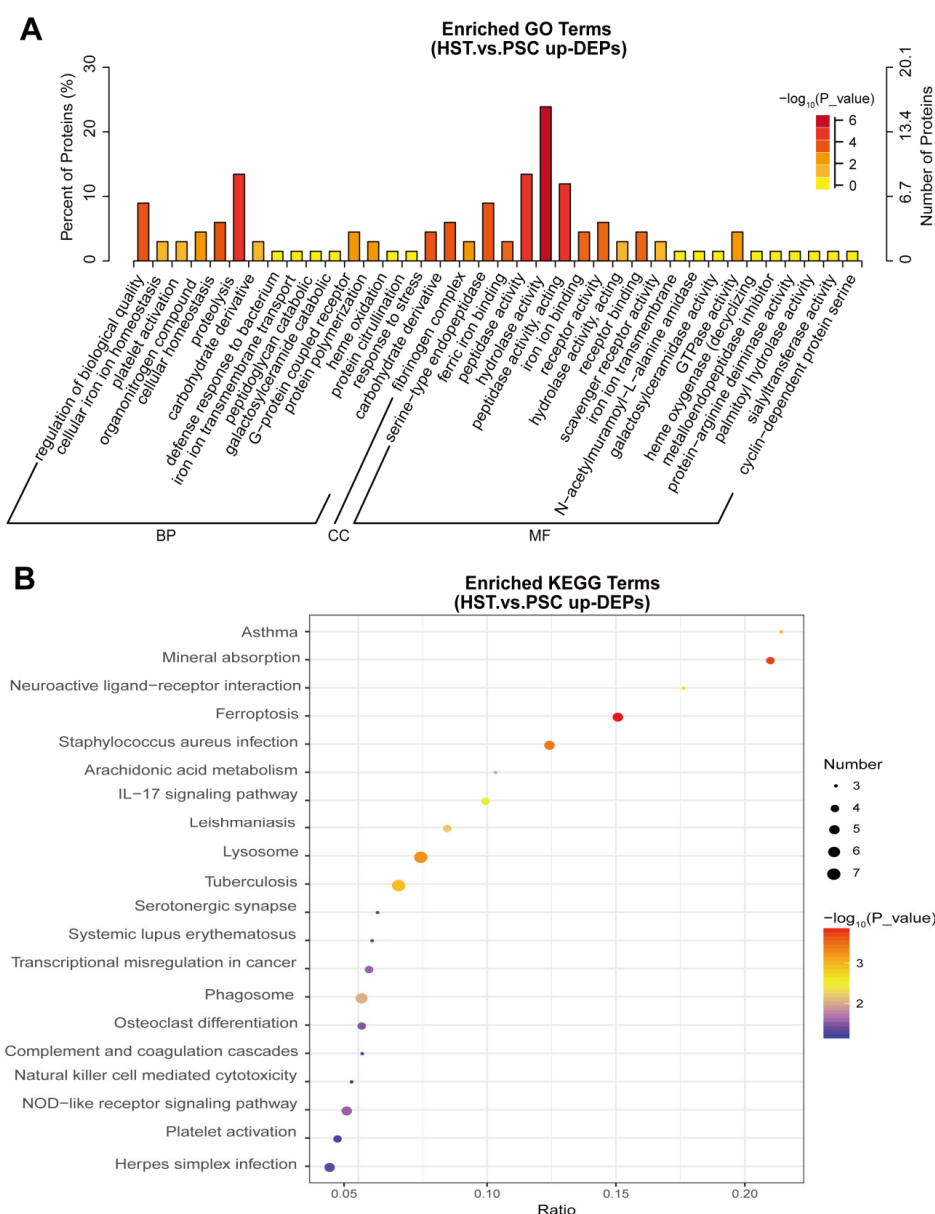 A
Enriched GO Terms
(HST.vs.PSC up-DEPs)
Percent of Proteins (%)
30
20
10
0
−log10(P_value)
6
4
2
0
Number of Proteins
20.1
13.4
6.7
0
regulation of biological quality
cellular iron ion homeostasis
platelet activation
organonitrogen compound
cellular homeostasis
proteolysis
carbohydrate derivative
defense response to bacterium
iron ion transmembrane transport
peptidoglycan catabolic
galactosylceramide catabolic
G−protein coupled receptor
protein polymerization
heme oxidation
protein citrullination
response to stress
carbohydrate derivative
fibrinogen complex
serine−type endopeptidase
ferric iron binding
peptidase activity
hydrolase activity
peptidase activity, acting
iron ion binding
receptor activity
hydrolase activity, acting
receptor binding
scavenger receptor activity
iron ion transmembrane
N−acetylmuramoyl−L−alanine amidase
galactosylceramidase activity
GTPase activity
heme oxygenase (decyclizing)
metalloendopeptidase inhibitor
protein−arginine deiminase activity
palmitoyl hydrolase activity
sialyltransferase activity
cyclin−dependent protein serine
BP
CC
MF
B
Enriched KEGG Terms
(HST.vs.PSC up-DEPs)
Asthma
Mineral absorption
Neuroactive ligand−receptor interaction
Ferroptosis
Staphylococcus aureus infection
Arachidonic acid metabolism
IL−17 signaling pathway
Leishmaniasis
Lysosome
Tuberculosis
Serotonergic synapse
Systemic lupus erythematosus
Transcriptional misregulation in cancer
Phagosome
Osteoclast differentiation
Complement and coagulation cascades
Natural killer cell mediated cytotoxicity
NOD−like receptor signaling pathway
Platelet activation
Herpes simplex infection
0.05
0.10
0.15
0.20
Ratio
Number
3
4
5
6
7
−log10(P_value)
3
2